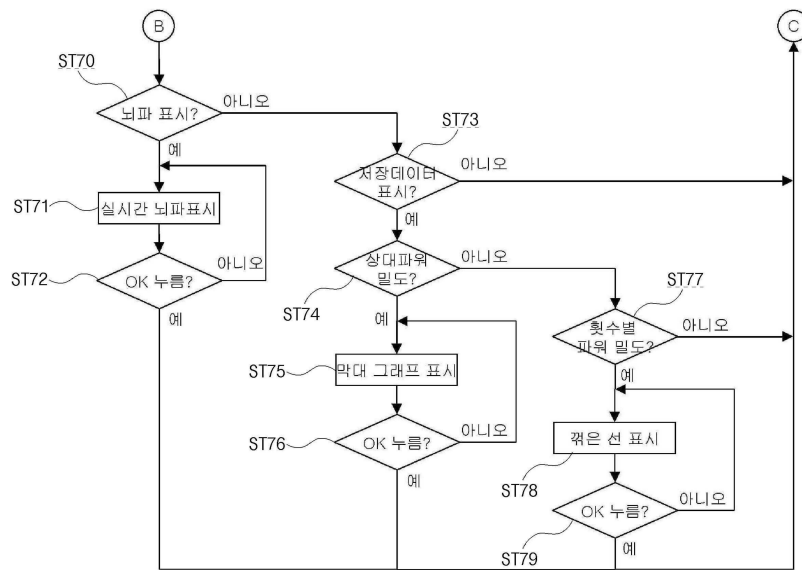 B
C
ST70
뇌파 표시?
아니오
예
ST73
저장데이터
표시?
아니오
예
ST71
실시간 뇌파표시
ST72
OK 누름?
아니오
예
상대파워
밀도?
아니오
ST74
예
ST77
횟수별
파워 밀도?
아니오
예
ST75
막대 그래프 표시
ST76
OK 누름?
아니오
예
꺾은 선 표시
ST78
OK 누름?
아니오
ST79
예